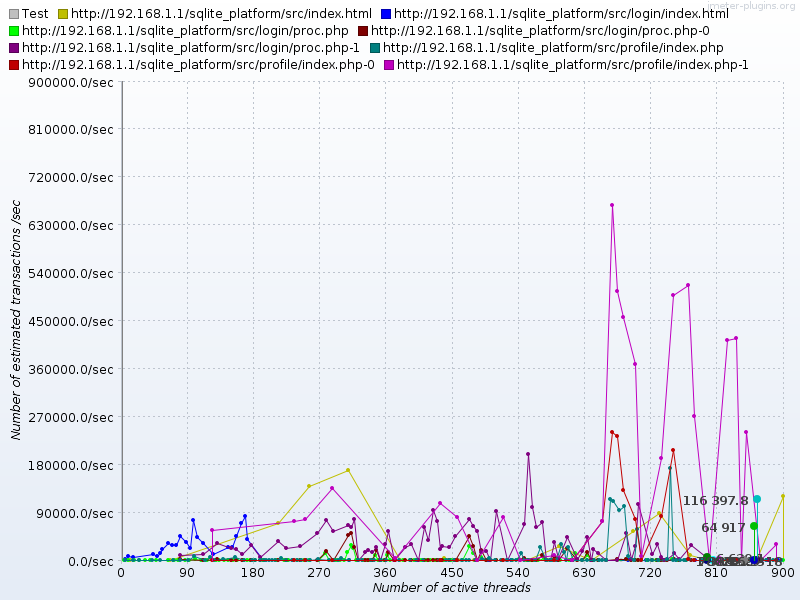 Test http://192.168.1.1/sqlite_platform/src/index.html http://192.168.1.1/sqlite_platform/src/login/index.html
jmeter-plugins.org
http://192.168.1.1/sqlite_platform/src/login/proc.php http://192.168.1.1/sqlite_platform/src/login/proc.php-0
http://192.168.1.1/sqlite_platform/src/login/proc.php-1 http://192.168.1.1/sqlite_platform/src/profile/index.php
http://192.168.1.1/sqlite_platform/src/profile/index.php-0 http://192.168.1.1/sqlite_platform/src/profile/index.php-1
900000.0/sec
810000.0/sec
720000.0/sec
630000.0/sec
540000.0/sec
450000.0/sec
360000.0/sec
270000.0/sec
180000.0/sec
90000.0/sec
0.0/sec
Number of estimated transactions /sec
116 397.8
64 917
0 90 180 270 360 450 540 630 720 810 900
Number of active threads